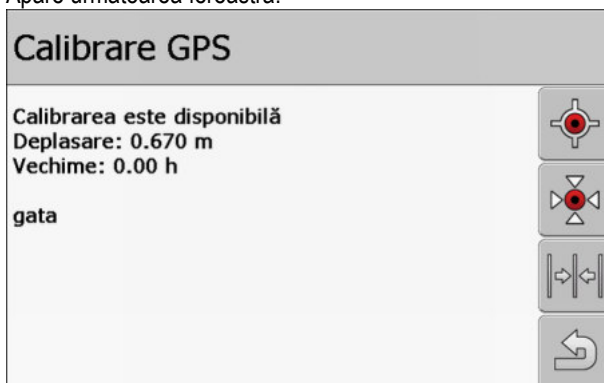 Apare următoarea fereastră:
Calibrare GPS
Calibrarea este disponibilă
Deplasare: 0.670 m
Vechime: 0.00 h
gata